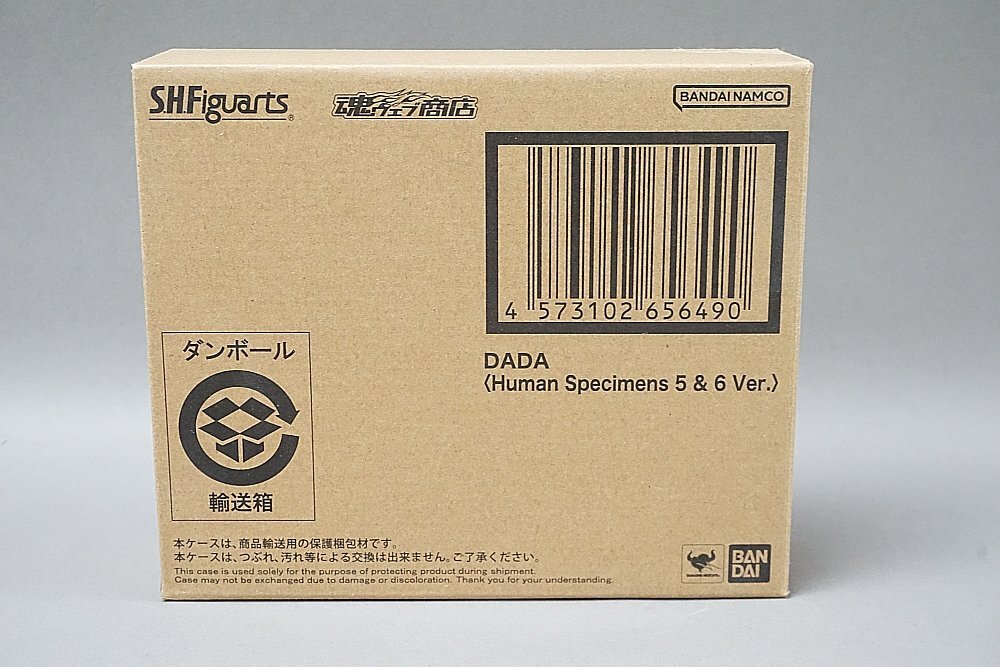 S.H.Figuarts
魂ウェブ商店
BANDAI NAMCO
4 573102 656490
DADA
〈Human Specimens 5 & 6 Ver.〉
ダンボール
輸送箱
本ケースは、商品輸送用の保護梱包材です。
本ケースは、つぶれ、汚れ等による交換は出来ません。ご了承ください。
This case is used solely for the purpose of protecting product during shipment.
Case may not be exchanged due to damage or discoloration. Thank you for your understanding.
BAN
DAI